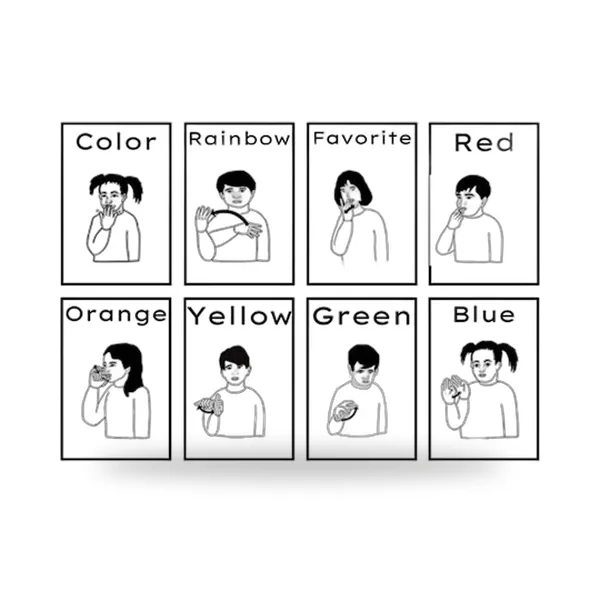 Color
Rainbow
Favorite
Red
Orange
Yellow
Green
Blue